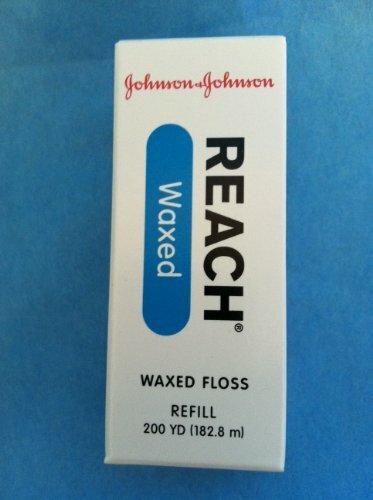 Johnson & Johnson
REACH®
Waxed
WAXED FLOSS
REFILL
200 YD (182.8 m)